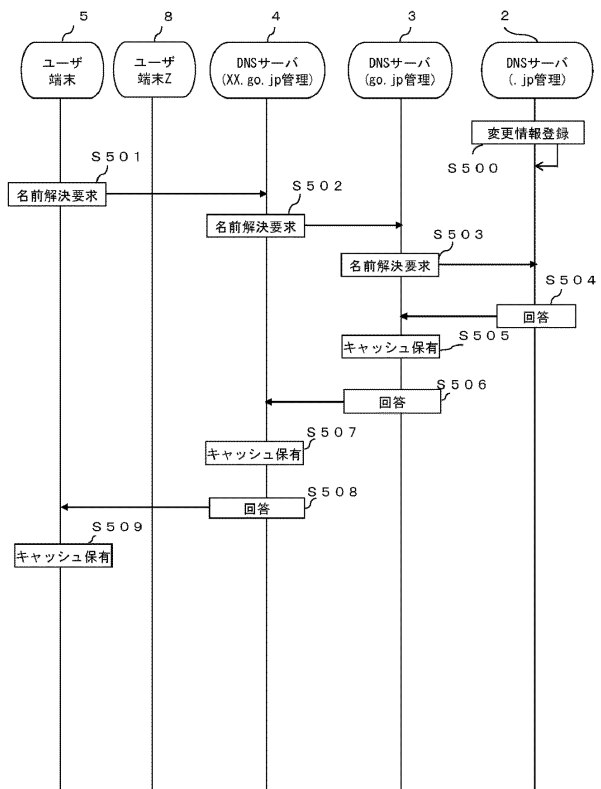 5
8
4
3
2
ユーザ
端末
ユーザ
端末Z
DNSサーバ
(XX.go.jp管理)
DNSサーバ
(go.jp管理)
DNSサーバ
(.jp管理)
変更情報登録
S500
S501
名前解決要求
S502
名前解決要求
S503
名前解決要求
S504
回答
S505
キャッシュ保有
S506
回答
S507
キャッシュ保有
S508
回答
S509
キャッシュ保有